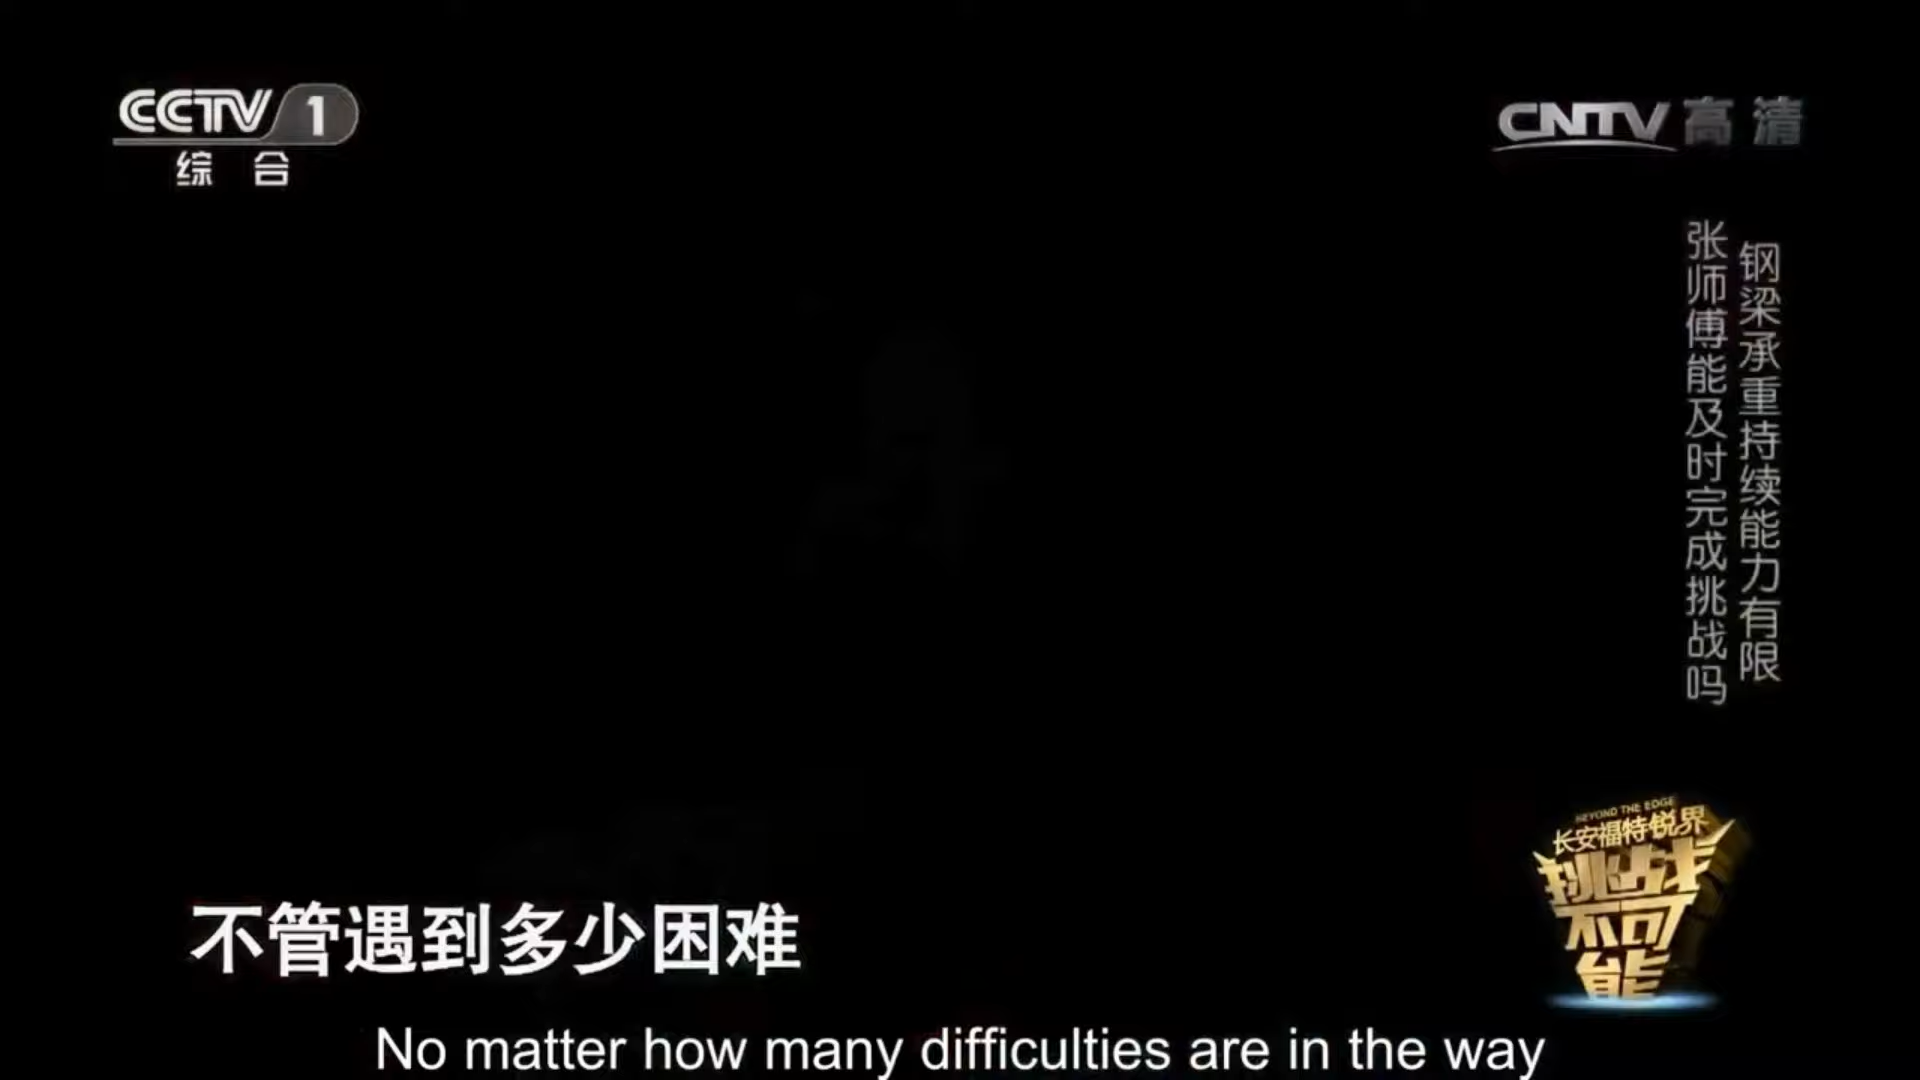 CCTV 1
综合
CNTV 高清
钢梁承重持续能力有限
张师傅能及时完成挑战吗
BEYOND THE EDGE
长安福特锐界
挑战
不可
能
不管遇到多少困难
No matter how many difficulties are in the way